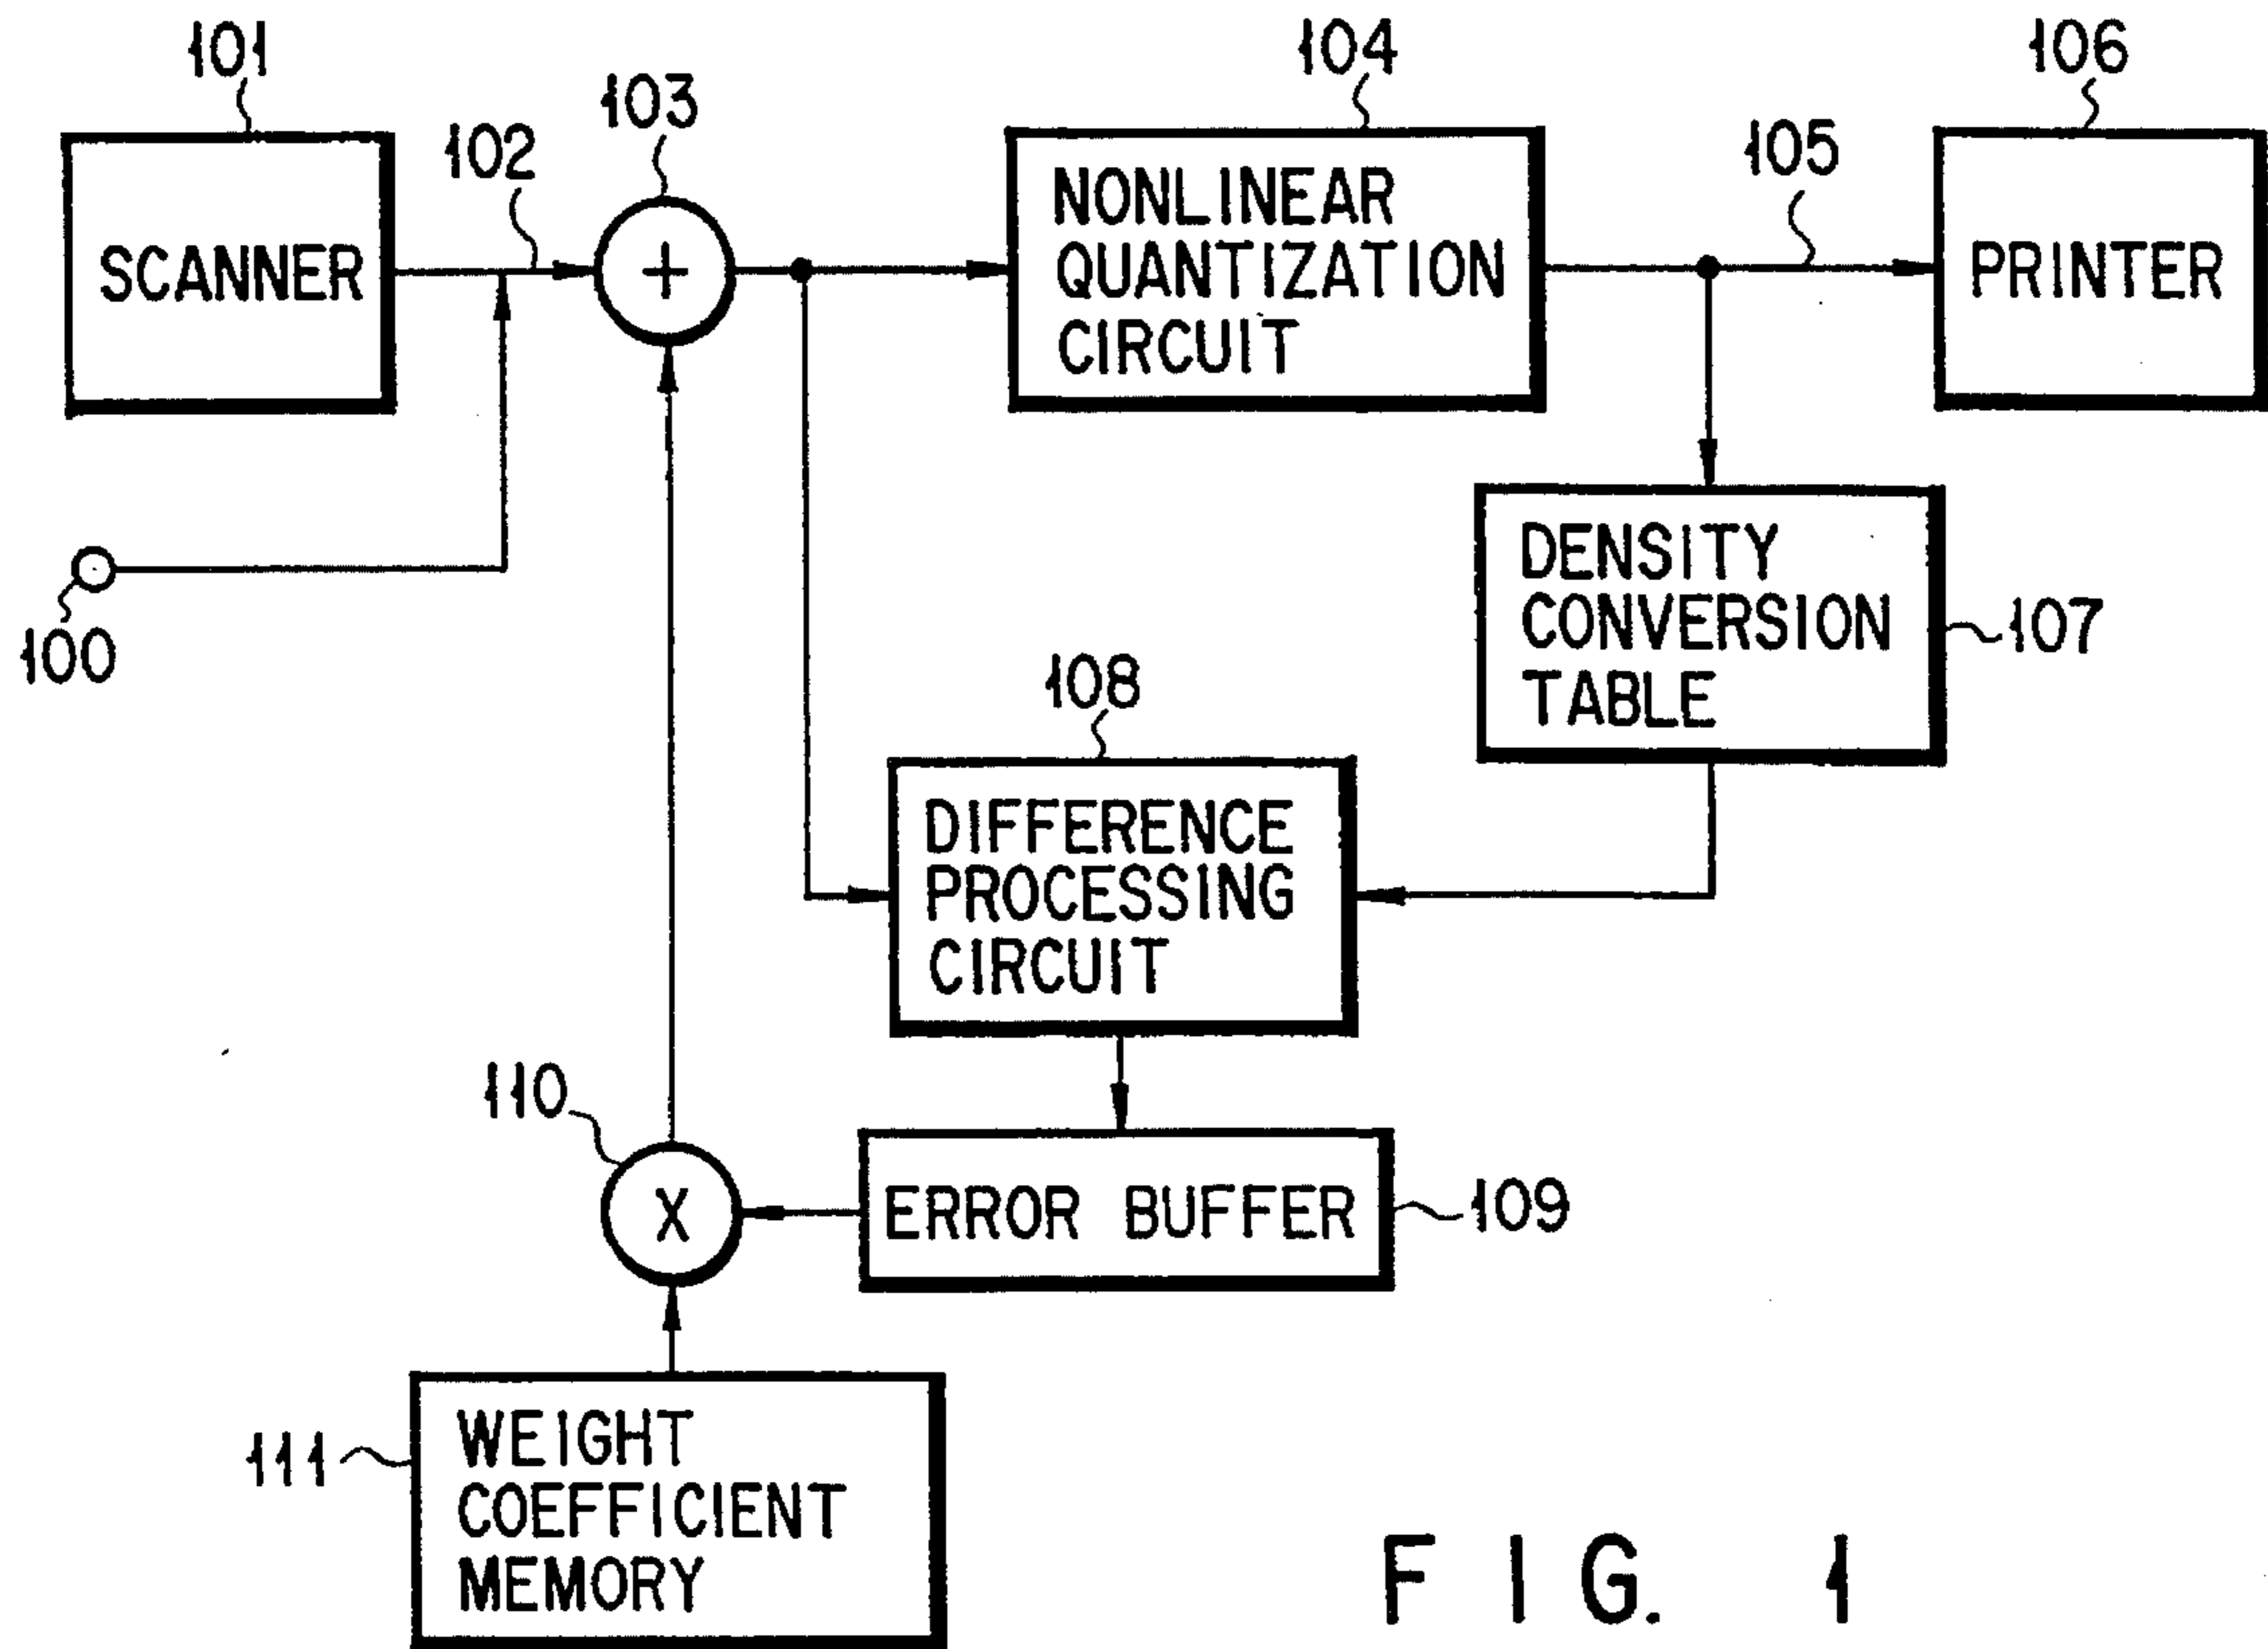 101
102
103
104
105
106
SCANNER
+
NONLINEAR
QUANTIZATION
CIRCUIT
PRINTER
100
DENSITY
CONVERSION
TABLE
107
108
DIFFERENCE
PROCESSING
CIRCUIT
110
X
ERROR BUFFER
109
111
WEIGHT
COEFFICIENT
MEMORY
FIG. 1